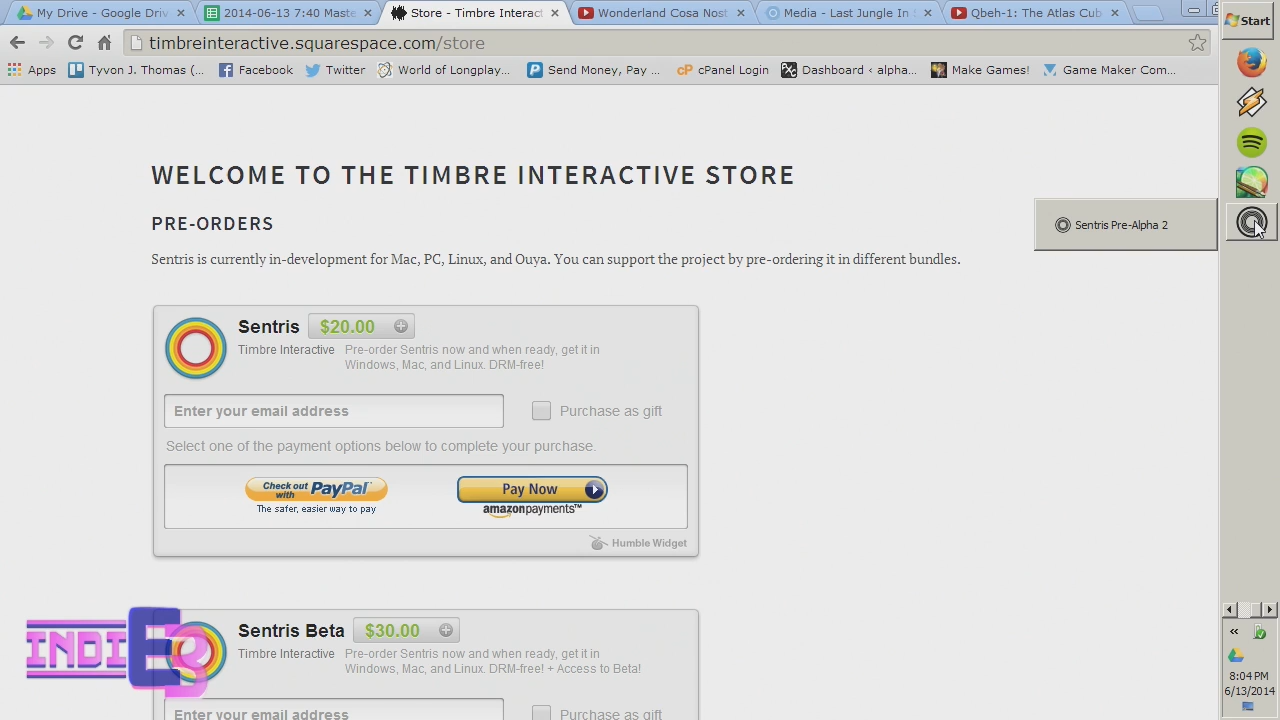 My Drive - Google Driv
2014-06-13 7:40 Maste
Store - Timbre Interact
Wonderland Cosa Nost
Media - Last Jungle In S
Qbeh-1: The Atlas Cub
Start
timbreinteractive.squarespace.com/store
Apps
Tyvon J. Thomas (...
Facebook
Twitter
World of Longplay...
Send Money, Pay ...
cPanel Login
Dashboard ‹ alpha...
Make Games!
Game Maker Com...
WELCOME TO THE TIMBRE INTERACTIVE STORE
PRE-ORDERS
Sentris Pre-Alpha 2
Sentris is currently in-development for Mac, PC, Linux, and Ouya. You can support the project by pre-ordering it in different bundles.
Sentris $20.00
Timbre Interactive Pre-order Sentris now and when ready, get it in
Windows, Mac, and Linux. DRM-free!
Enter your email address
Purchase as gift
Select one of the payment options below to complete your purchase.
Check out with PayPal
The safer, easier way to pay
Pay Now
amazonpayments™
Humble Widget
INDIE3
Sentris Beta $30.00
Timbre Interactive Pre-order Sentris now and when ready, get it in
Windows, Mac, and Linux. DRM-free! + Access to Beta!
Enter your email address
Purchase as gift
8:04 PM
6/13/2014